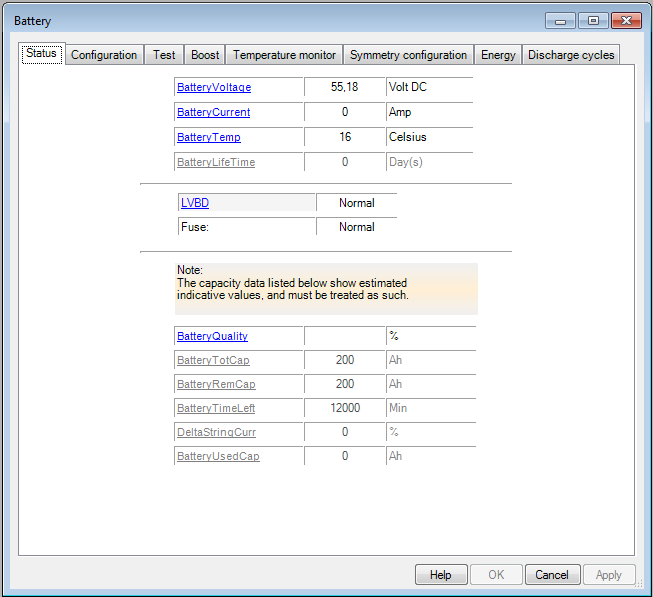 Battery
Status Configuration Test Boost Temperature monitor Symmetry configuration Energy Discharge cycles
BatteryVoltage 55,18 Volt DC
BatteryCurrent 0 Amp
BatteryTemp 16 Celsius
BatteryLifeTime 0 Day(s)
LVBD Normal
Fuse: Normal
Note:
The capacity data listed below show estimated
indicative values, and must be treated as such.
BatteryQuality %
BatteryTotCap 200 Ah
BatteryRemCap 200 Ah
BatteryTimeLeft 12000 Min
DeltaStringCurr 0 %
BatteryUsedCap 0 Ah
Help OK Cancel Apply